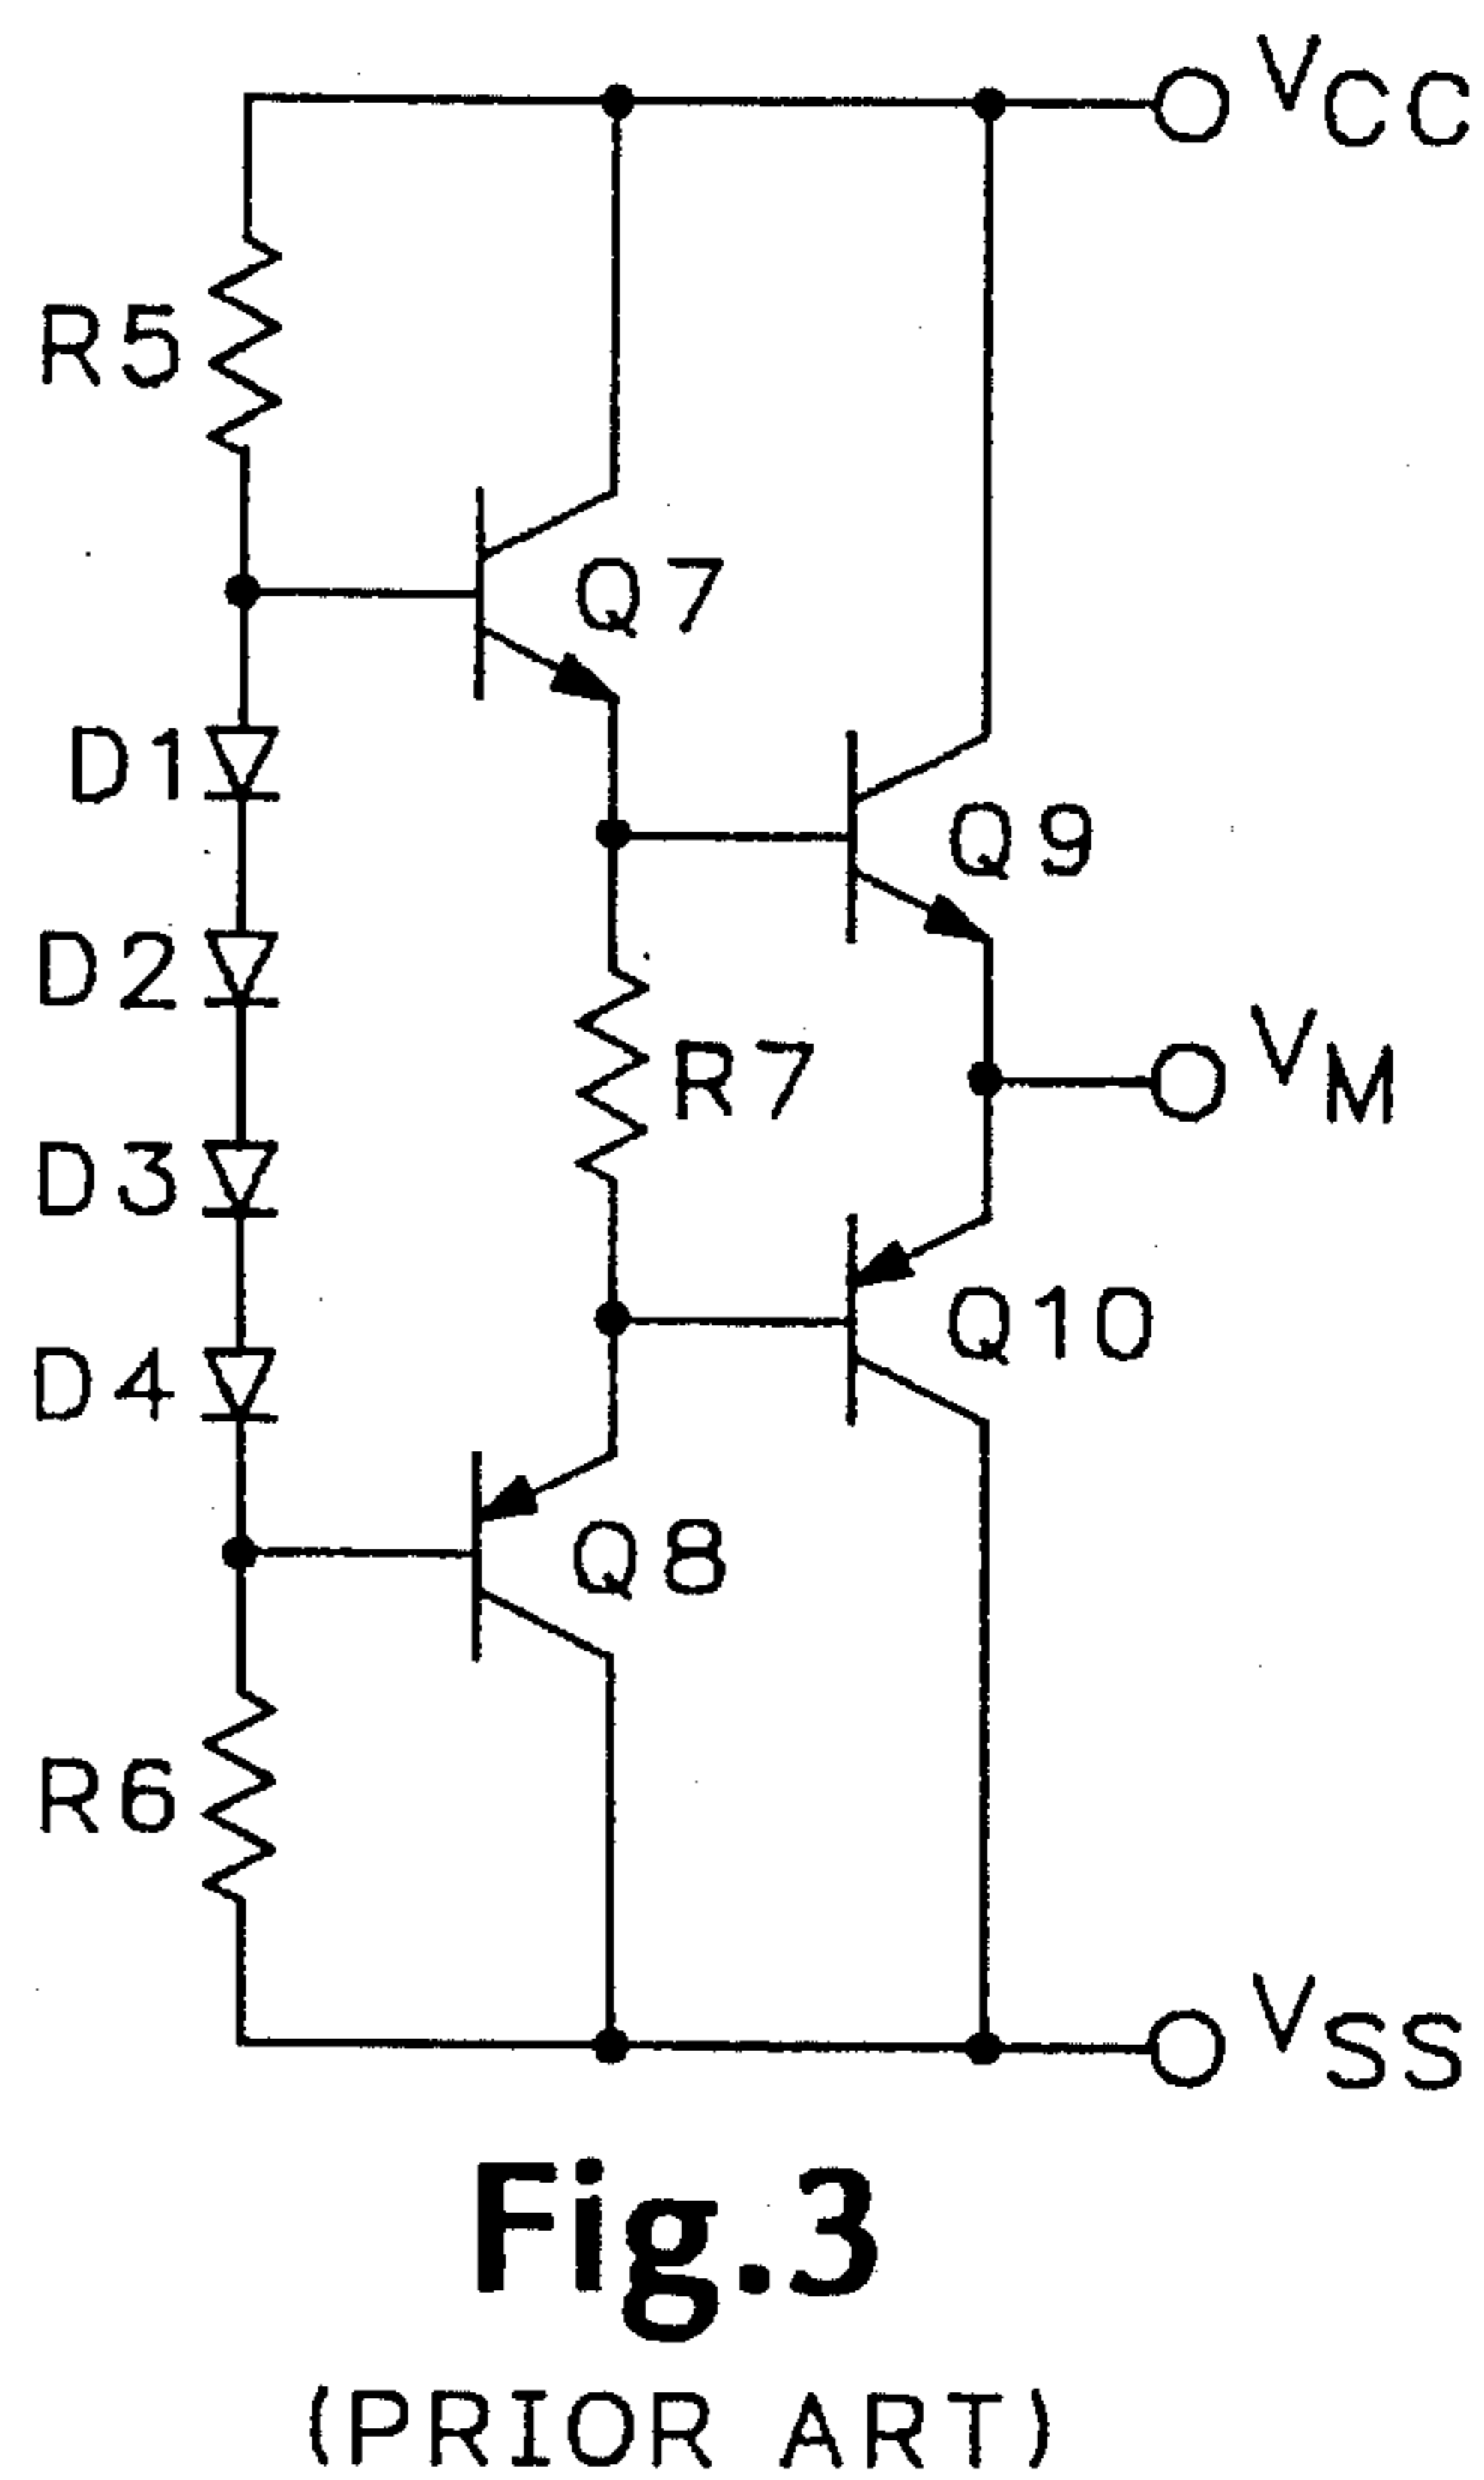 VCC
R5
Q7
D1
Q9
D2
VM
R7
D3
Q10
D4
Q8
R6
VSS
Fig.3
(PRIOR ART)